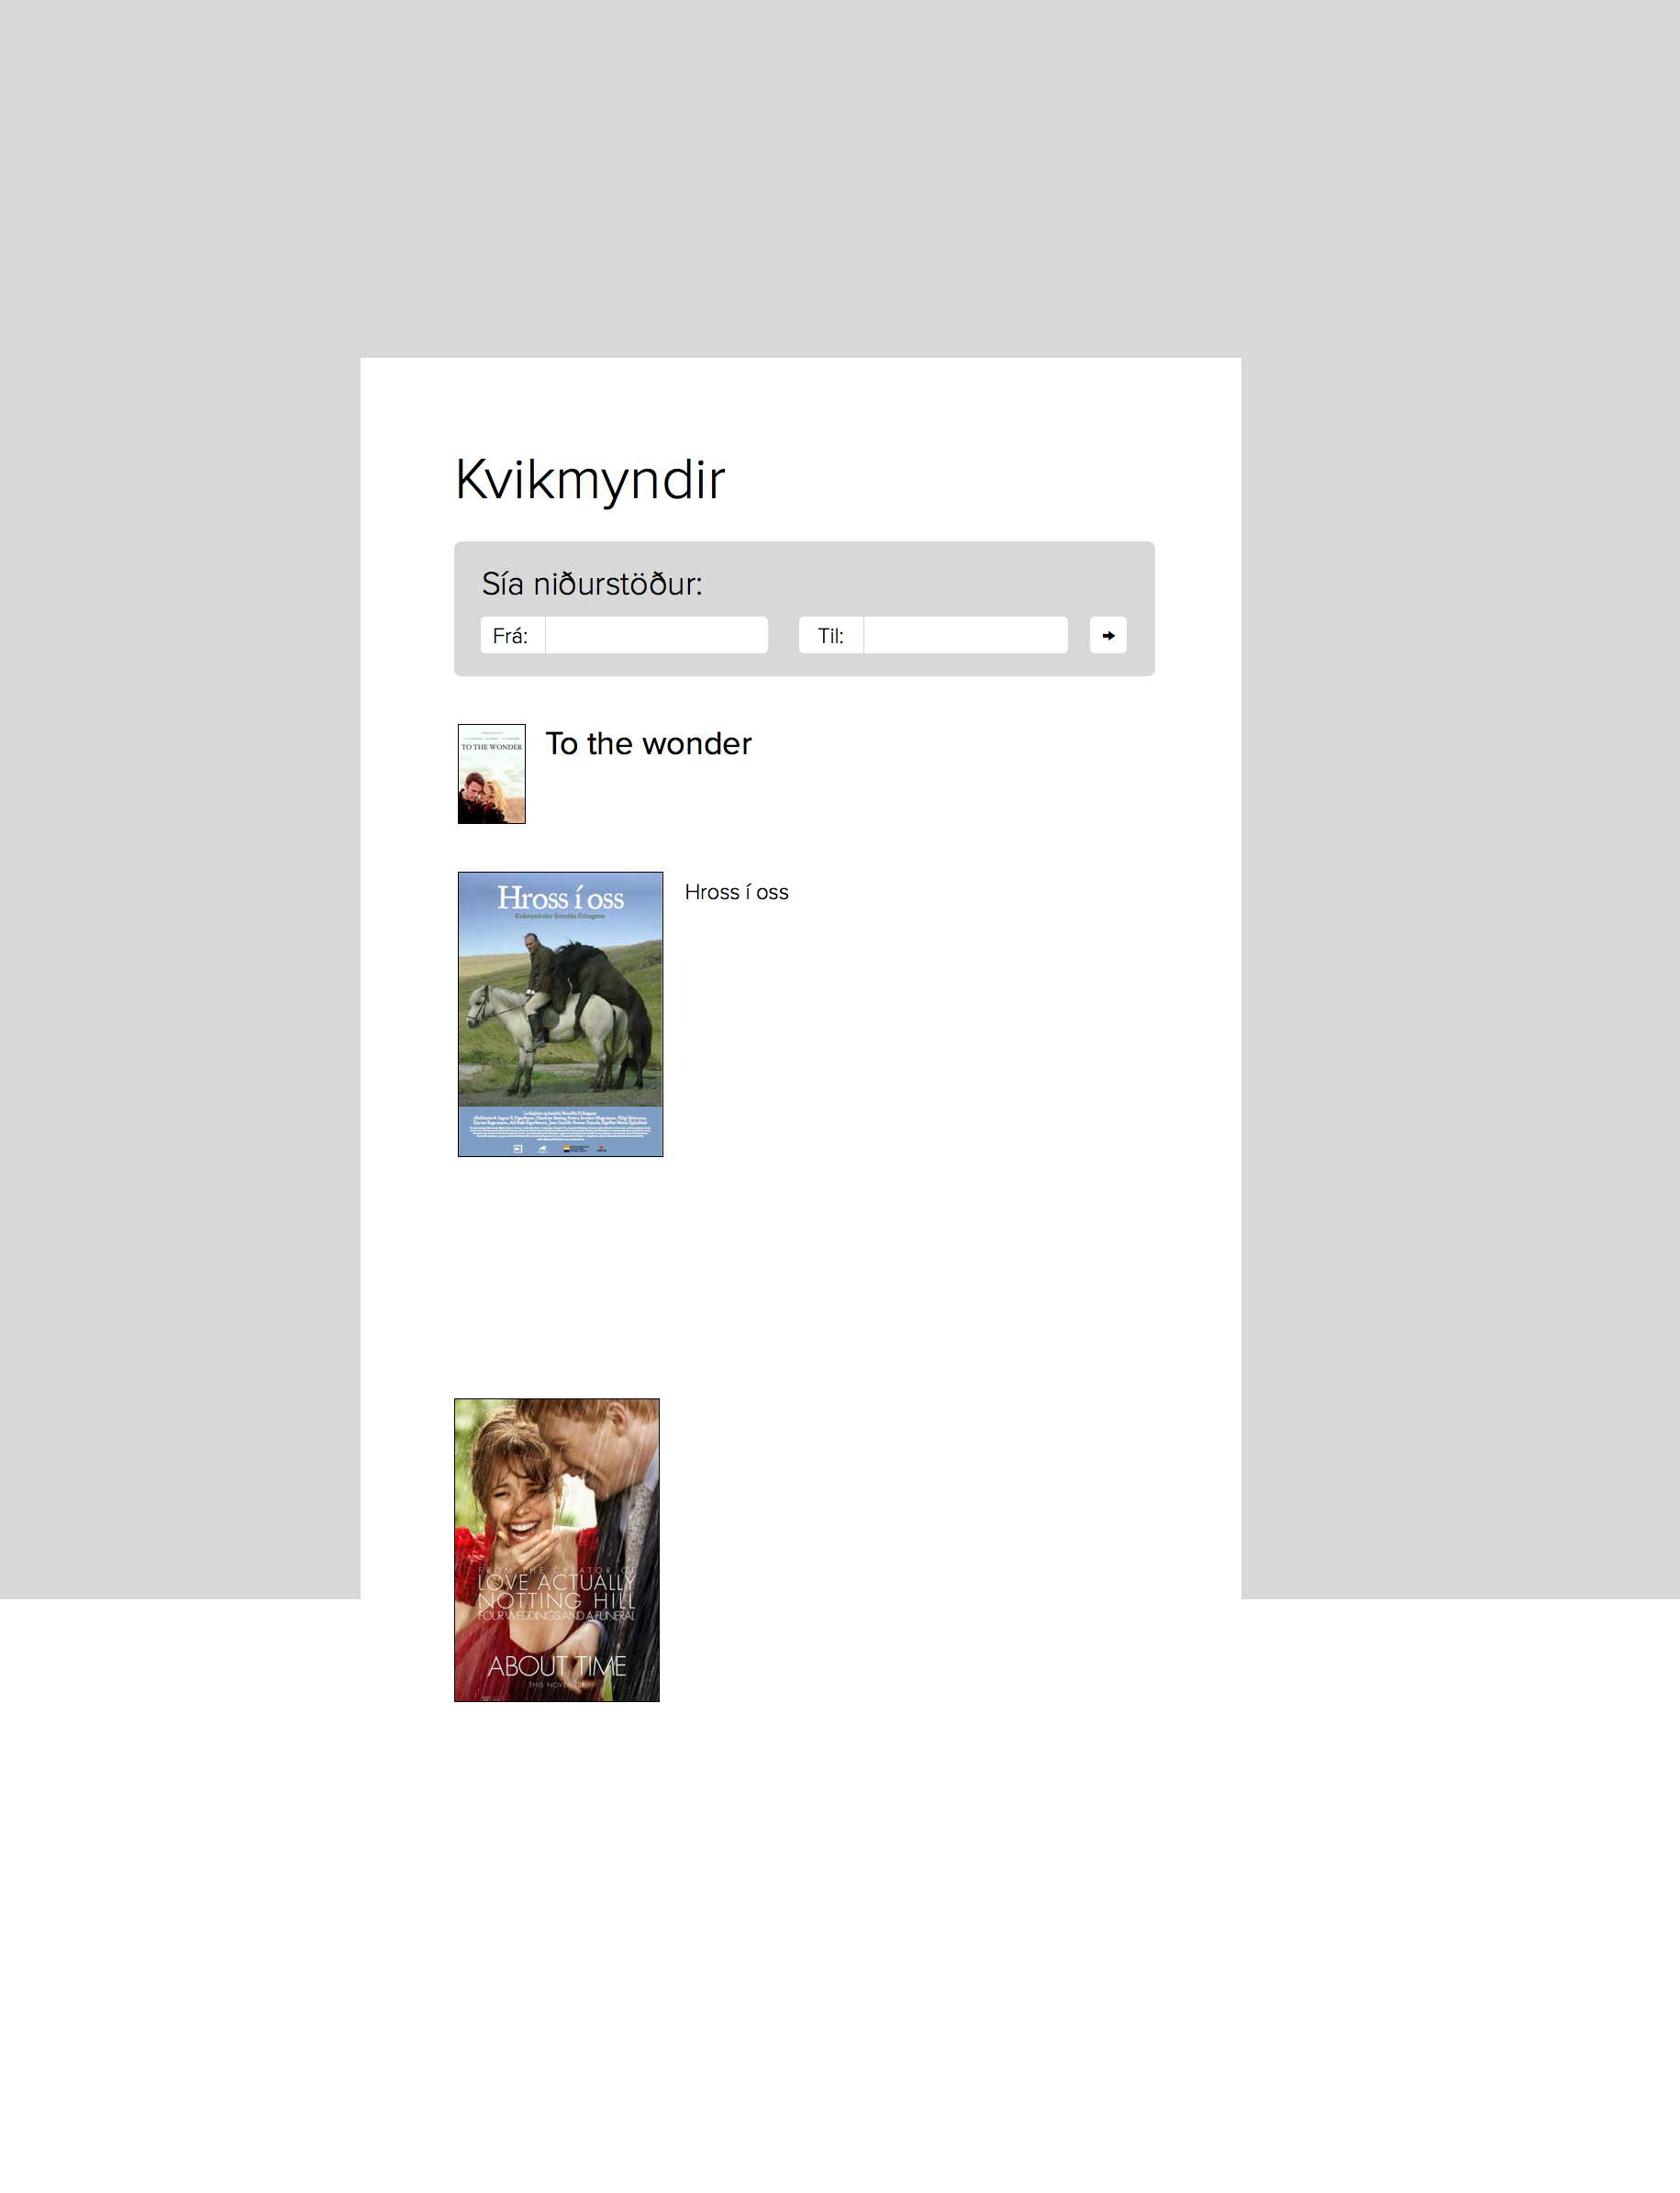 Kvikmyndir
Sía niðurstöður:
Frá:
Til:
TO THE WONDER
To the wonder
Hross í oss
Kvikmynd eftir Benedikt Erlingsson
Hross í oss
FROM THE CREATOR OF
LOVE ACTUALLY
NOTTING HILL
FOUR WEDDINGS AND A FUNERAL
ABOUT TIME
THIS NOVEMBER